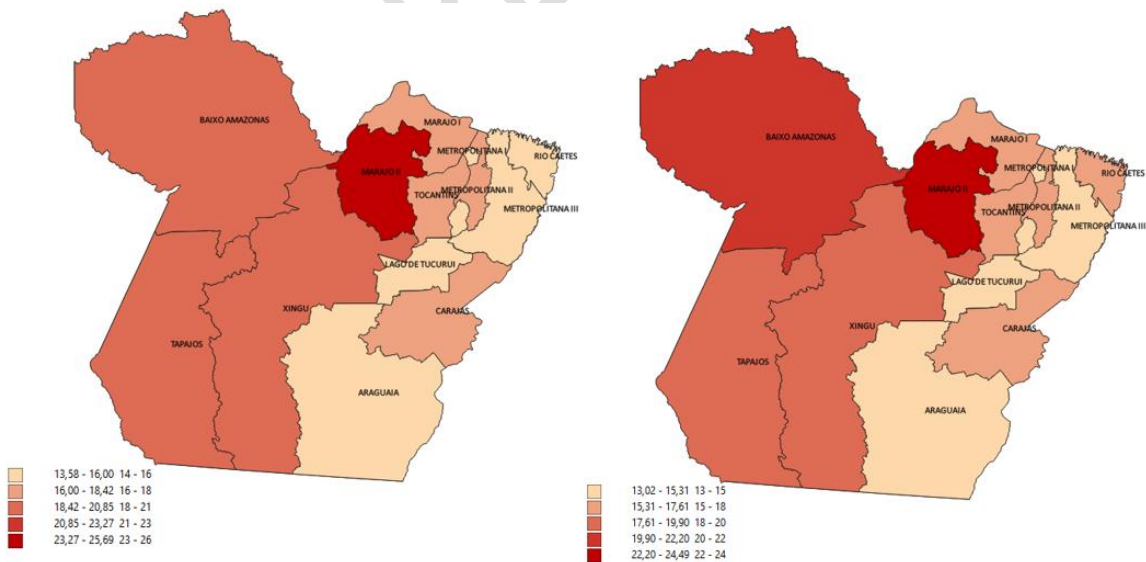 BAIXO AMAZONAS
MARAJO I
METROPOLITANA I
RIO CAETES
MARAJO II
METROPOLITANA II
TOCANTINS
METROPOLITANA III
LAGO DE TUCURUI
XINGU
CARAJAS
TAPAJOS
ARAGUAIA
13,58 - 16,00 14 - 16
16,00 - 18,42 16 - 18
18,42 - 20,85 18 - 21
20,85 - 23,27 21 - 23
23,27 - 25,69 23 - 26
BAIXO AMAZONAS
MARAJO I
METROPOLITANA I
RIO CAETES
MARAJO II
METROPOLITANA II
TOCANTINS
METROPOLITANA III
LAGO DE TUCURUI
XINGU
CARAJAS
TAPAJOS
ARAGUAIA
13,02 - 15,31 13 - 15
15,31 - 17,61 15 - 18
17,61 - 19,90 18 - 20
19,90 - 22,20 20 - 22
22,20 - 24,49 22 - 24